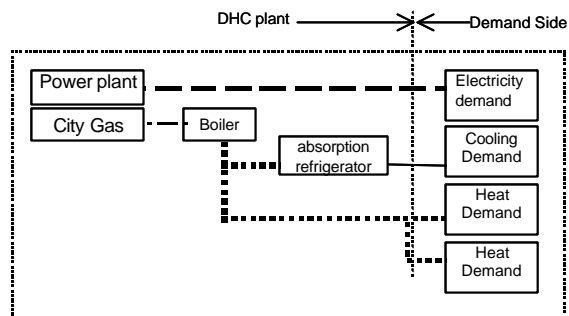 DHC plant
Demand Side
Power plant
Electricity
demand
City Gas
Boiler
absorption
refrigerator
Cooling
Demand
Heat
Demand
Heat
Demand